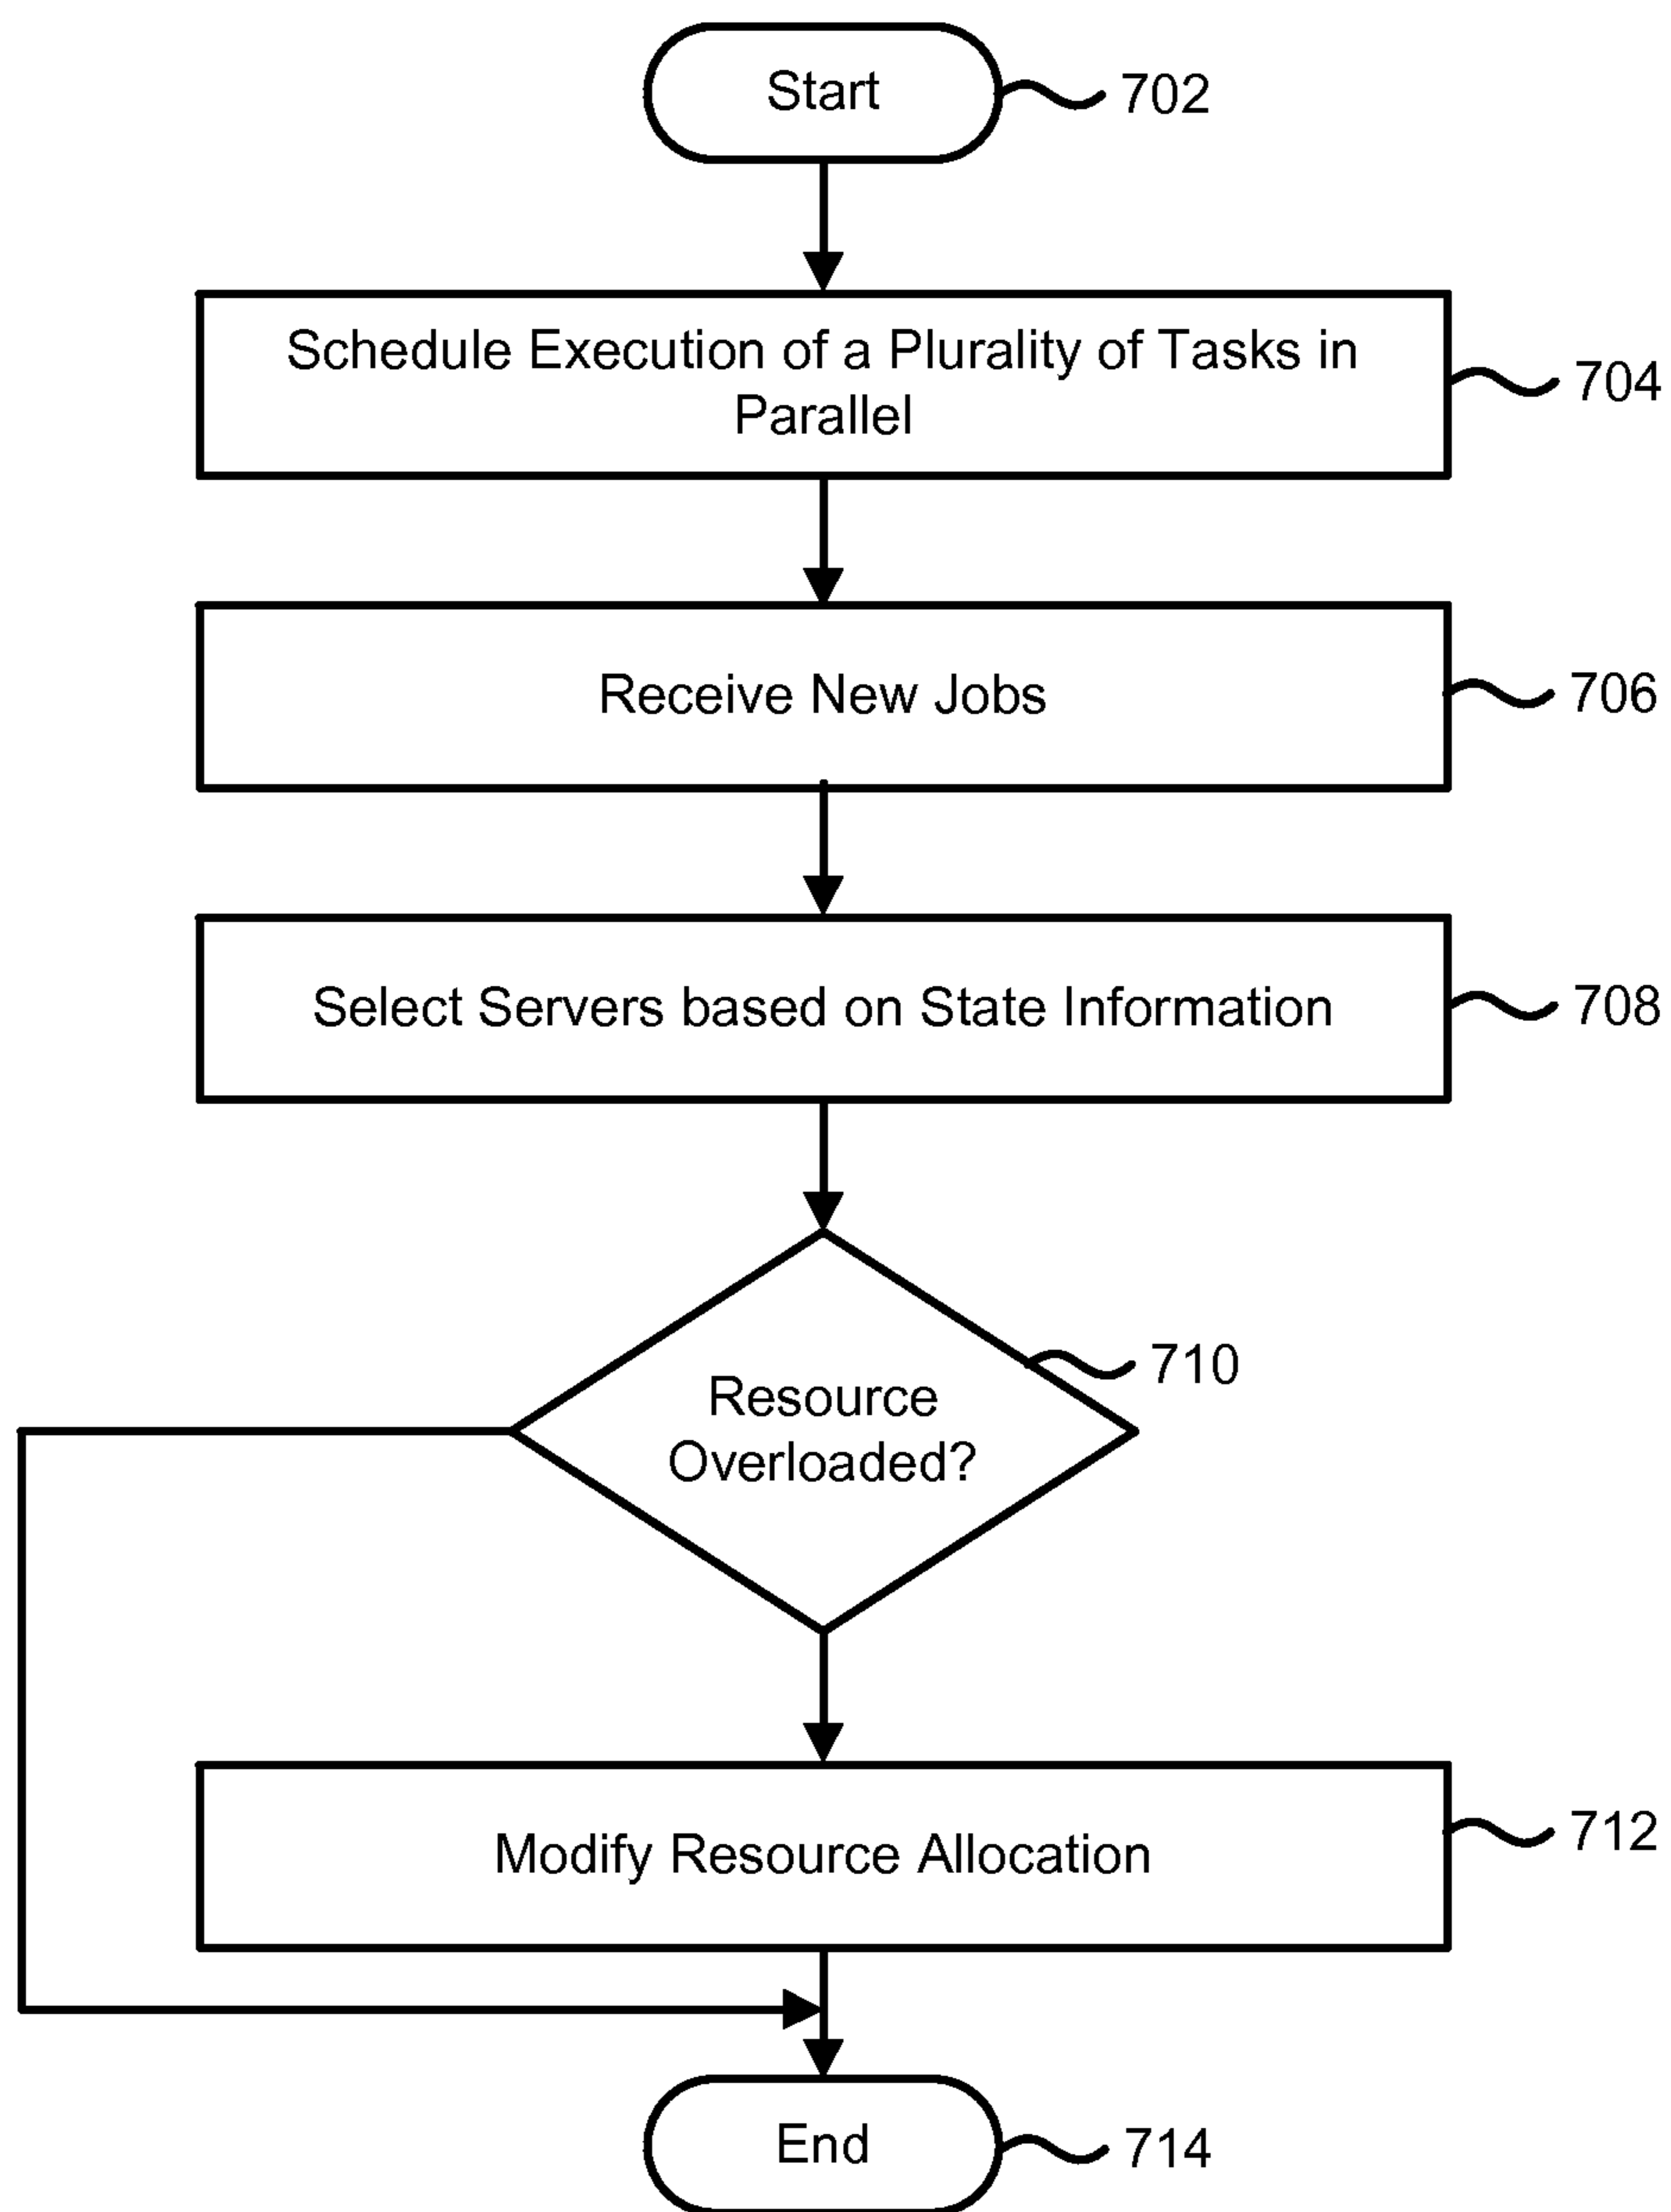 Start
702
Schedule Execution of a Plurality of Tasks in
Parallel
704
Receive New Jobs
706
Select Servers based on State Information
708
710
Resource
Overloaded?
Modify Resource Allocation
712
End
714